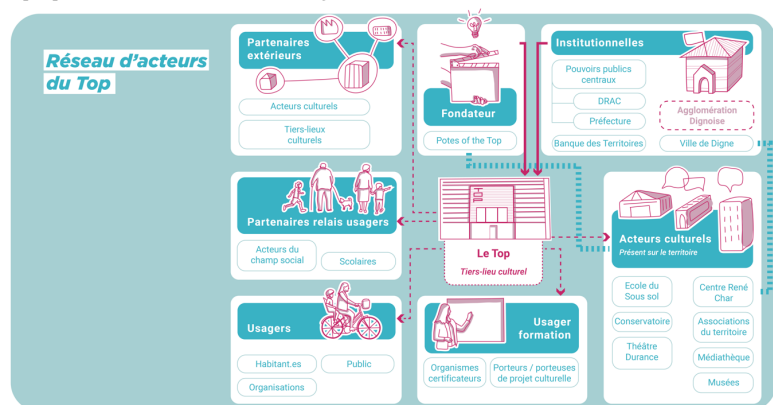 Réseau d'acteurs
du Top
Partenaires
extérieurs
Acteurs culturels
Tiers-lieux
culturels
Fondateur
Potes of the Top
Institutionnelles
Pouvoirs publics
centraux
DRAC
Préfecture
Banque des Territoires
Agglomération
Dignoise
Ville de Digne
Partenaires relais usagers
Acteurs du
champ social
Scolaires
TOP
Le Top
Tiers-lieu culturel
Acteurs culturels
Présent sur le territoire
Ecole du
Sous sol
Conservatoire
Théâtre
Durance
Centre René
Char
Associations
du territoire
Médiathèque
Musées
Usagers
Habitant.es
Public
Organisations
Usager
formation
Organismes
certificateurs
Porteurs / porteuses
de projet culturelle